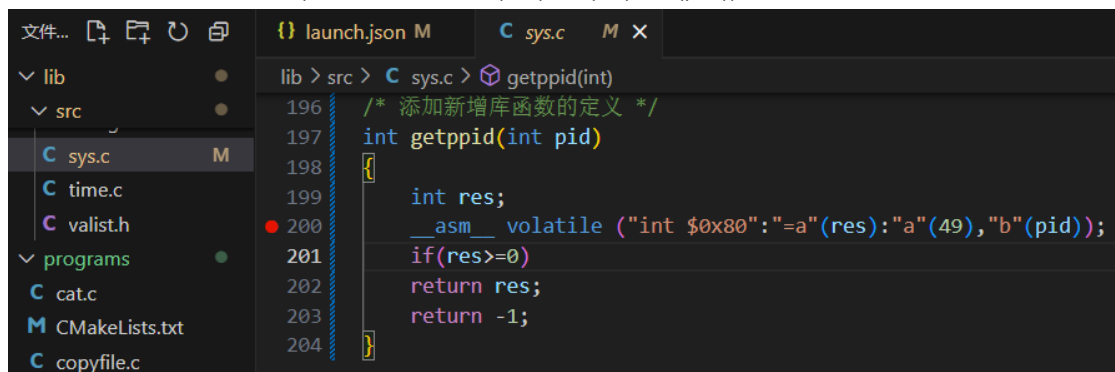 文件...
lib
src
sys.c M
time.c
valist.h
programs
cat.c
CMakeLists.txt
copyfile.c
{} launch.json M
C sys.c M ×
lib > src > C sys.c > getppid(int)
196 /* 添加新增库函数的定义 */
197 int getppid(int pid)
198 {
199 int res;
200 __asm__ volatile ("int $0x80":"=a"(res):"a"(49),"b"(pid));
201 if(res>=0)
202 return res;
203 return -1;
204 }